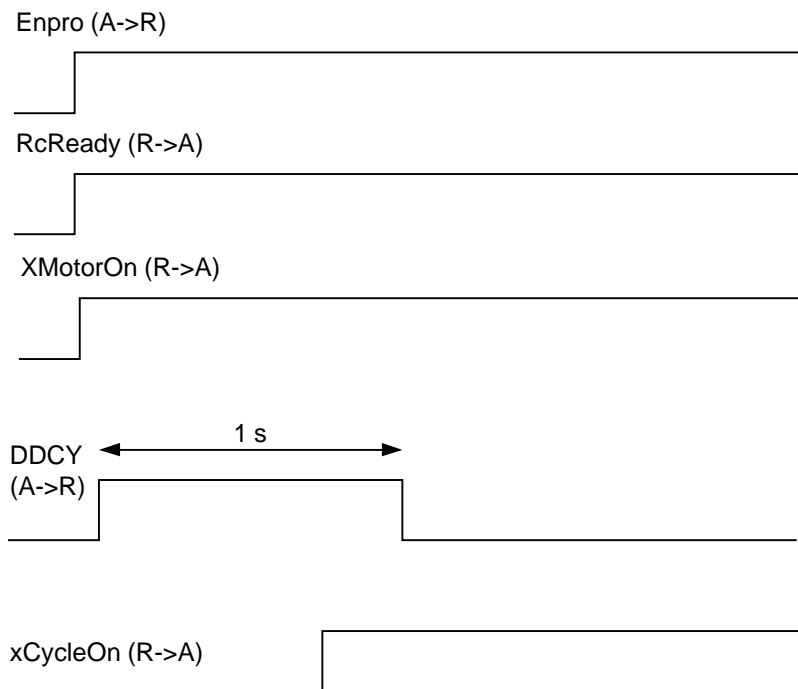 Enpro (A->R)
RcReady (R->A)
XMotorOn (R->A)
1 s
DDCY
(A->R)
xCycleOn (R->A)